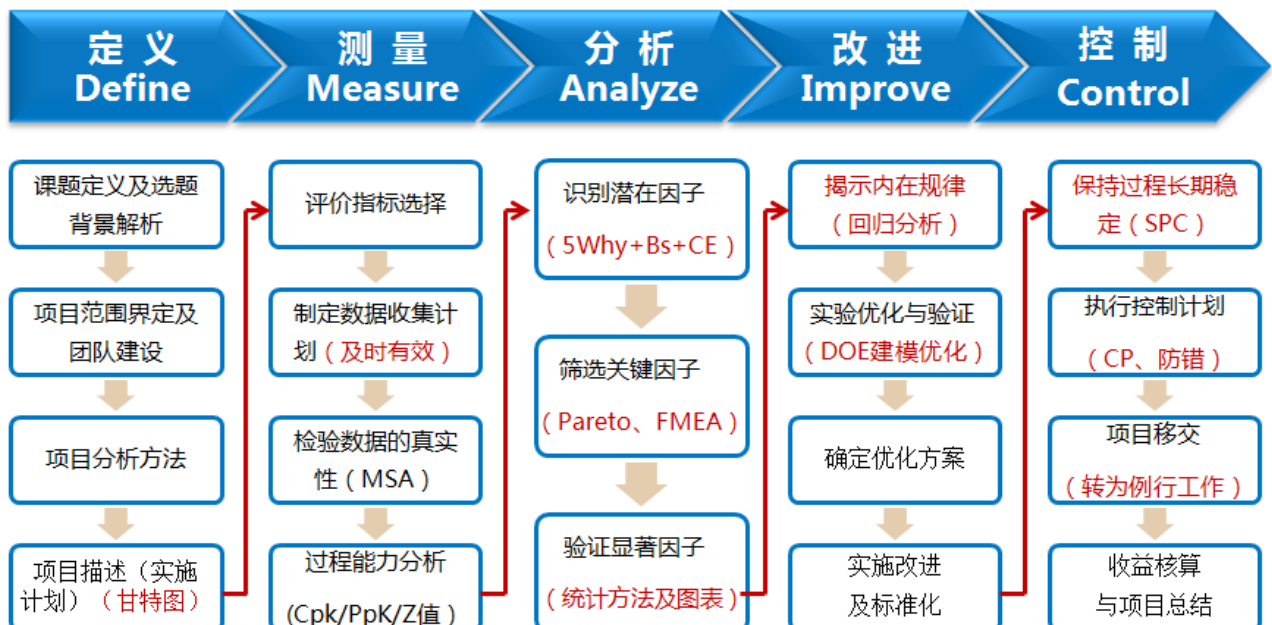 定 义
Define
测 量
Measure
分 析
Analyze
改 进
Improve
控 制
Control
课题定义及选题
背景解析
项目范围界定及
团队建设
项目分析方法
项目描述（实施
计划）（甘特图）
评价指标选择
制定数据收集计
划（及时有效）
检验数据的真实
性（MSA）
过程能力分析
(Cpk/PpK/Z值）
识别潜在因子
（5Why+Bs+CE）
筛选关键因子
（Pareto、FMEA）
验证显著因子
（统计方法及图表）
揭示内在规律
（回归分析）
实验优化与验证
（DOE建模优化）
确定优化方案
实施改进
及标准化
保持过程长期稳
定（SPC）
执行控制计划
（CP、防错）
项目移交
（转为例行工作）
收益核算
与项目总结